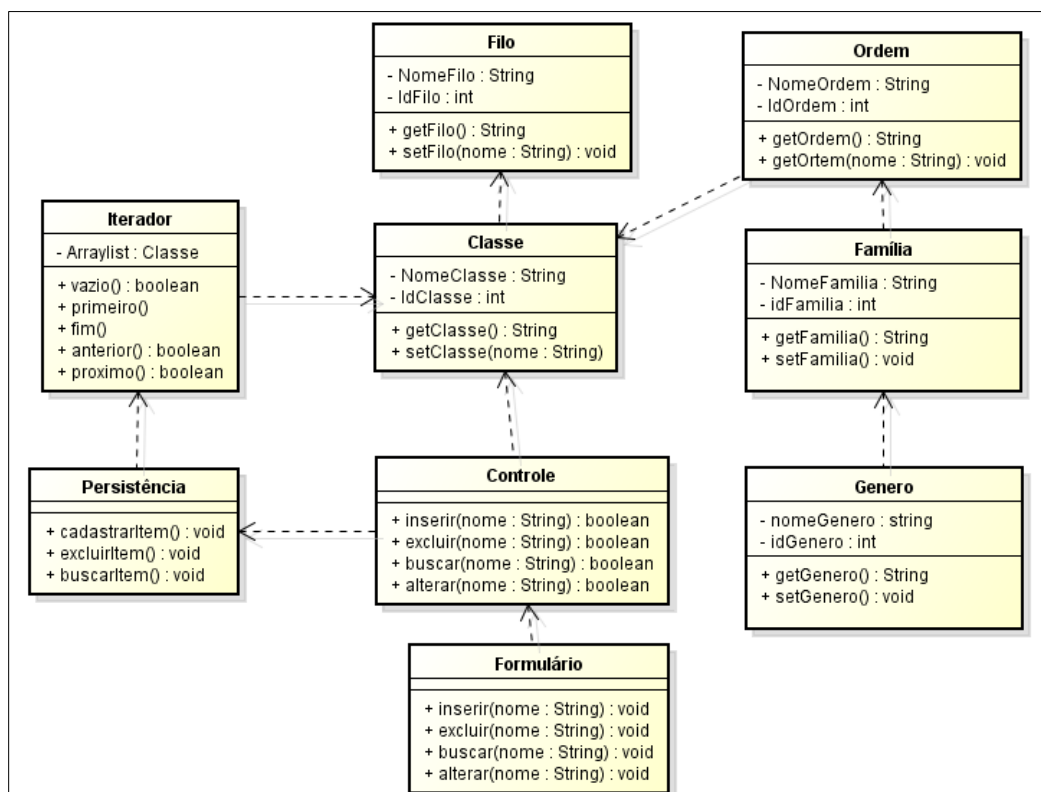 Filo
- NomeFilo : String
- IdFilo : int
+ getFilo() : String
+ setFilo(nome : String) : void
Ordem
- NomeOrdem : String
- IdOrdem : int
+ getOrdem() : String
+ getOrtem(nome : String) : void
Iterador
- Arraylist : Classe
+ vazio() : boolean
+ primeiro()
+ fim()
+ anterior() : boolean
+ proximo() : boolean
Classe
- NomeClasse : String
- IdClasse : int
+ getClasse() : String
+ setClasse(nome : String)
Família
- NomeFamilia : String
- idFamilia : int
+ getFamilia() : String
+ setFamilia() : void
Persistência
+ cadastrarItem() : void
+ excluirItem() : void
+ buscarItem() : void
Controle
+ inserir(nome : String) : boolean
+ excluir(nome : String) : boolean
+ buscar(nome : String) : boolean
+ alterar(nome : String) : boolean
Genero
- nomeGenero : string
- idGenero : int
+ getGenero() : String
+ setGenero() : void
Formulário
+ inserir(nome : String) : void
+ excluir(nome : String) : void
+ buscar(nome : String) : void
+ alterar(nome : String) : void